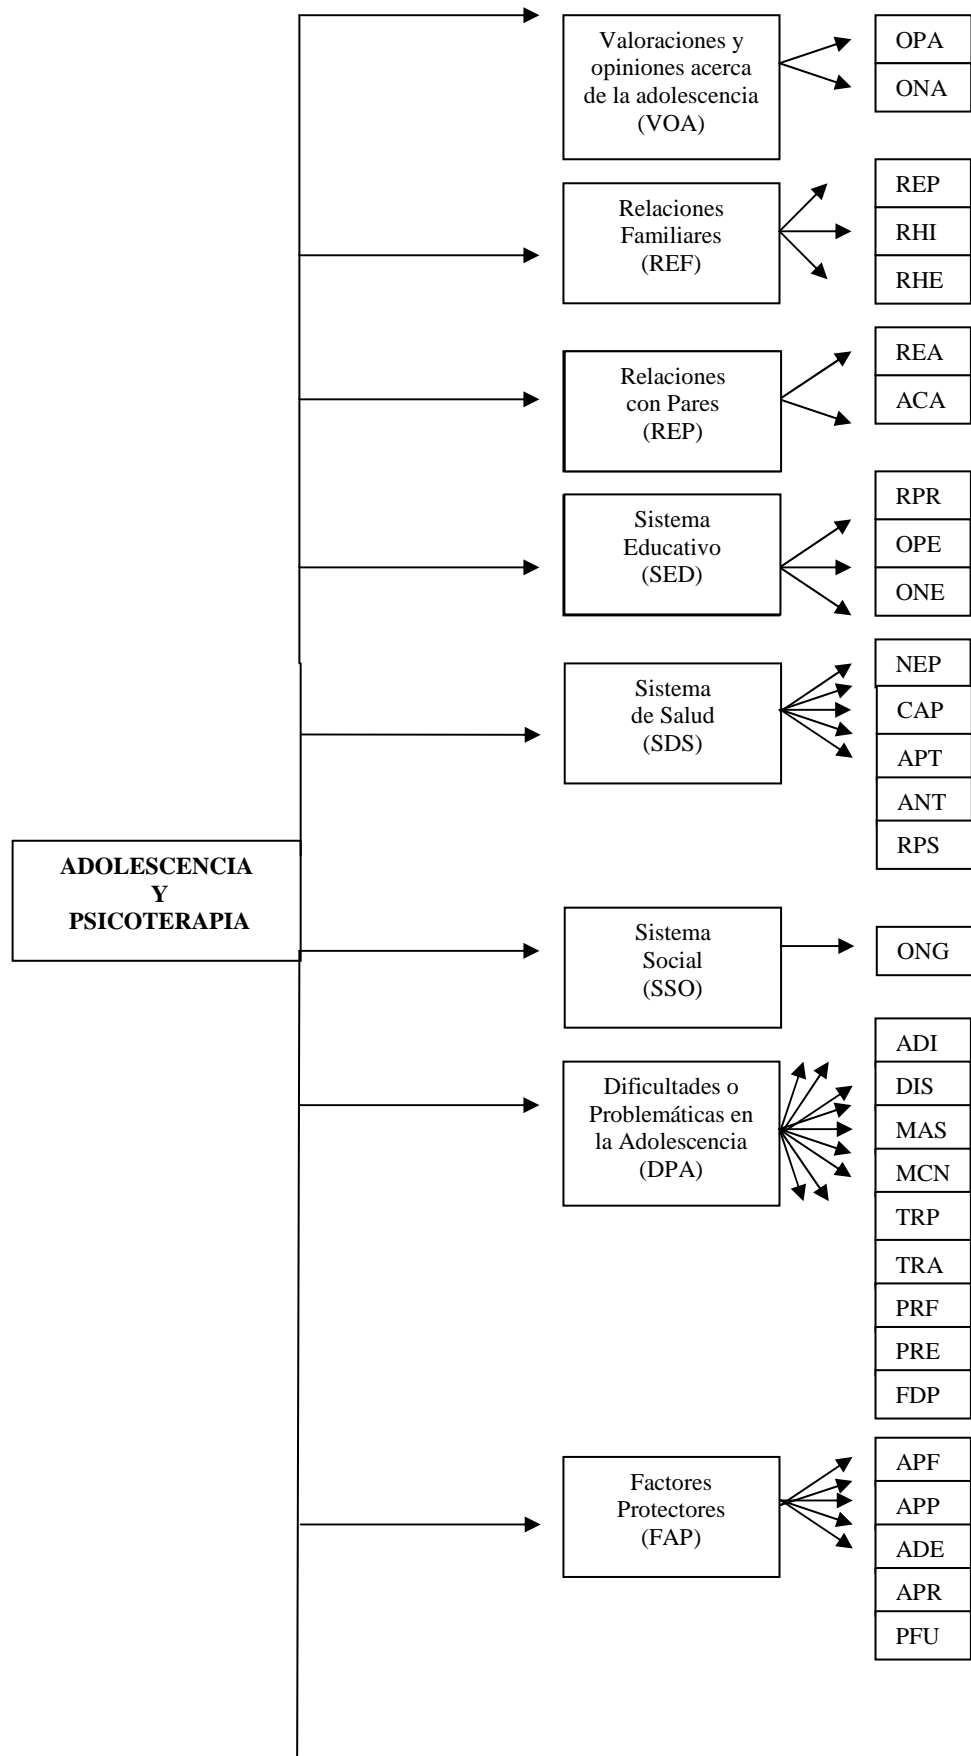 Valoraciones y
opiniones acerca
de la adolescencia
(VOA)
OPA
ONA
Relaciones
Familiares
(REF)
REP
RHI
RHE
Relaciones
con Pares
(REP)
REA
ACA
Sistema
Educativo
(SED)
RPR
OPE
ONE
Sistema
de Salud
(SDS)
NEP
CAP
APT
ANT
RPS
ADOLESCENCIA
Y
PSICOTERAPIA
Sistema
Social
(SSO)
ONG
Dificultades o
Problemáticas en
la Adolescencia
(DPA)
ADI
DIS
MAS
MCN
TRP
TRA
PRF
PRE
FDP
Factores
Protectores
(FAP)
APF
APP
ADE
APR
PFU